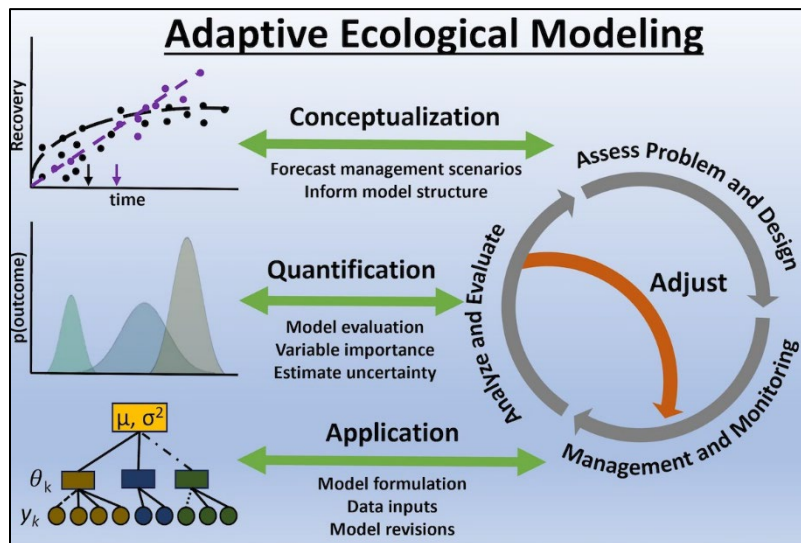 Adaptive Ecological Modeling
Recovery
time
Conceptualization
Forecast management scenarios
Inform model structure
p(outcome)
Quantification
Model evaluation
Variable importance
Estimate uncertainty
μ, σ²
θk
yk
Application
Model formulation
Data inputs
Model revisions
Assess Problem and Design
Adjust
Analyze and Evaluate
Management and Monitoring